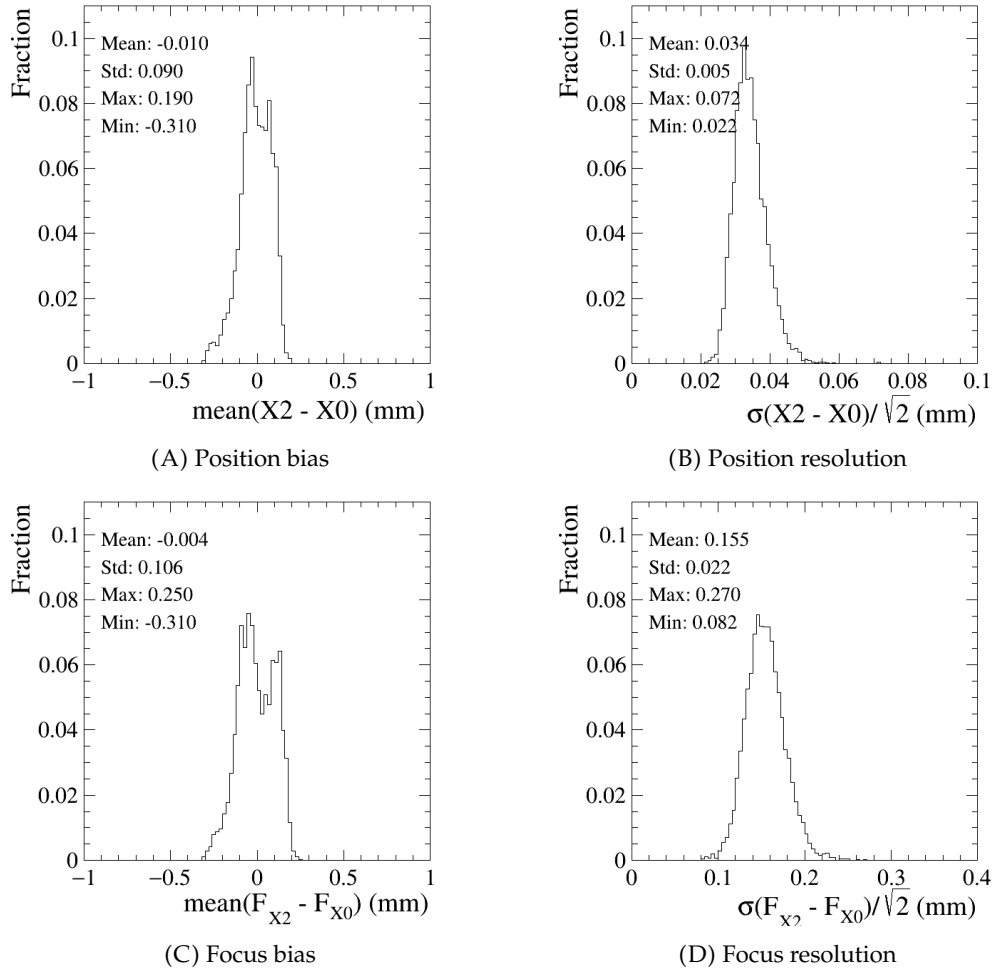 Fraction
0.1
0.08
0.06
0.04
0.02
0
Mean: -0.010
Std: 0.090
Max: 0.190
Min: -0.310
−1 −0.5 0 0.5 1
mean(X2 - X0) (mm)
(A) Position bias
Fraction
0.1
0.08
0.06
0.04
0.02
0
Mean: 0.034
Std: 0.005
Max: 0.072
Min: 0.022
0 0.02 0.04 0.06 0.08 0.1
σ(X2 - X0)/√2 (mm)
(B) Position resolution
Fraction
0.1
0.08
0.06
0.04
0.02
0
Mean: -0.004
Std: 0.106
Max: 0.250
Min: -0.310
−1 −0.5 0 0.5 1
mean(F_X2 - F_X0) (mm)
(C) Focus bias
Fraction
0.1
0.08
0.06
0.04
0.02
0
Mean: 0.155
Std: 0.022
Max: 0.270
Min: 0.082
0 0.1 0.2 0.3 0.4
σ(F_X2 - F_X0)/√2 (mm)
(D) Focus resolution